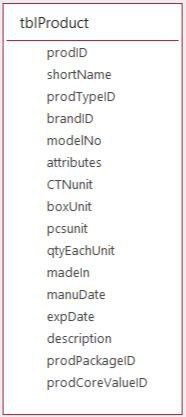 tblProduct
prodID
shortName
prodTypeID
brandID
modelNo
attributes
CTNunit
boxUnit
pcsunit
qtyEachUnit
madeIn
manuDate
expDate
description
prodPackageID
prodCoreValueID